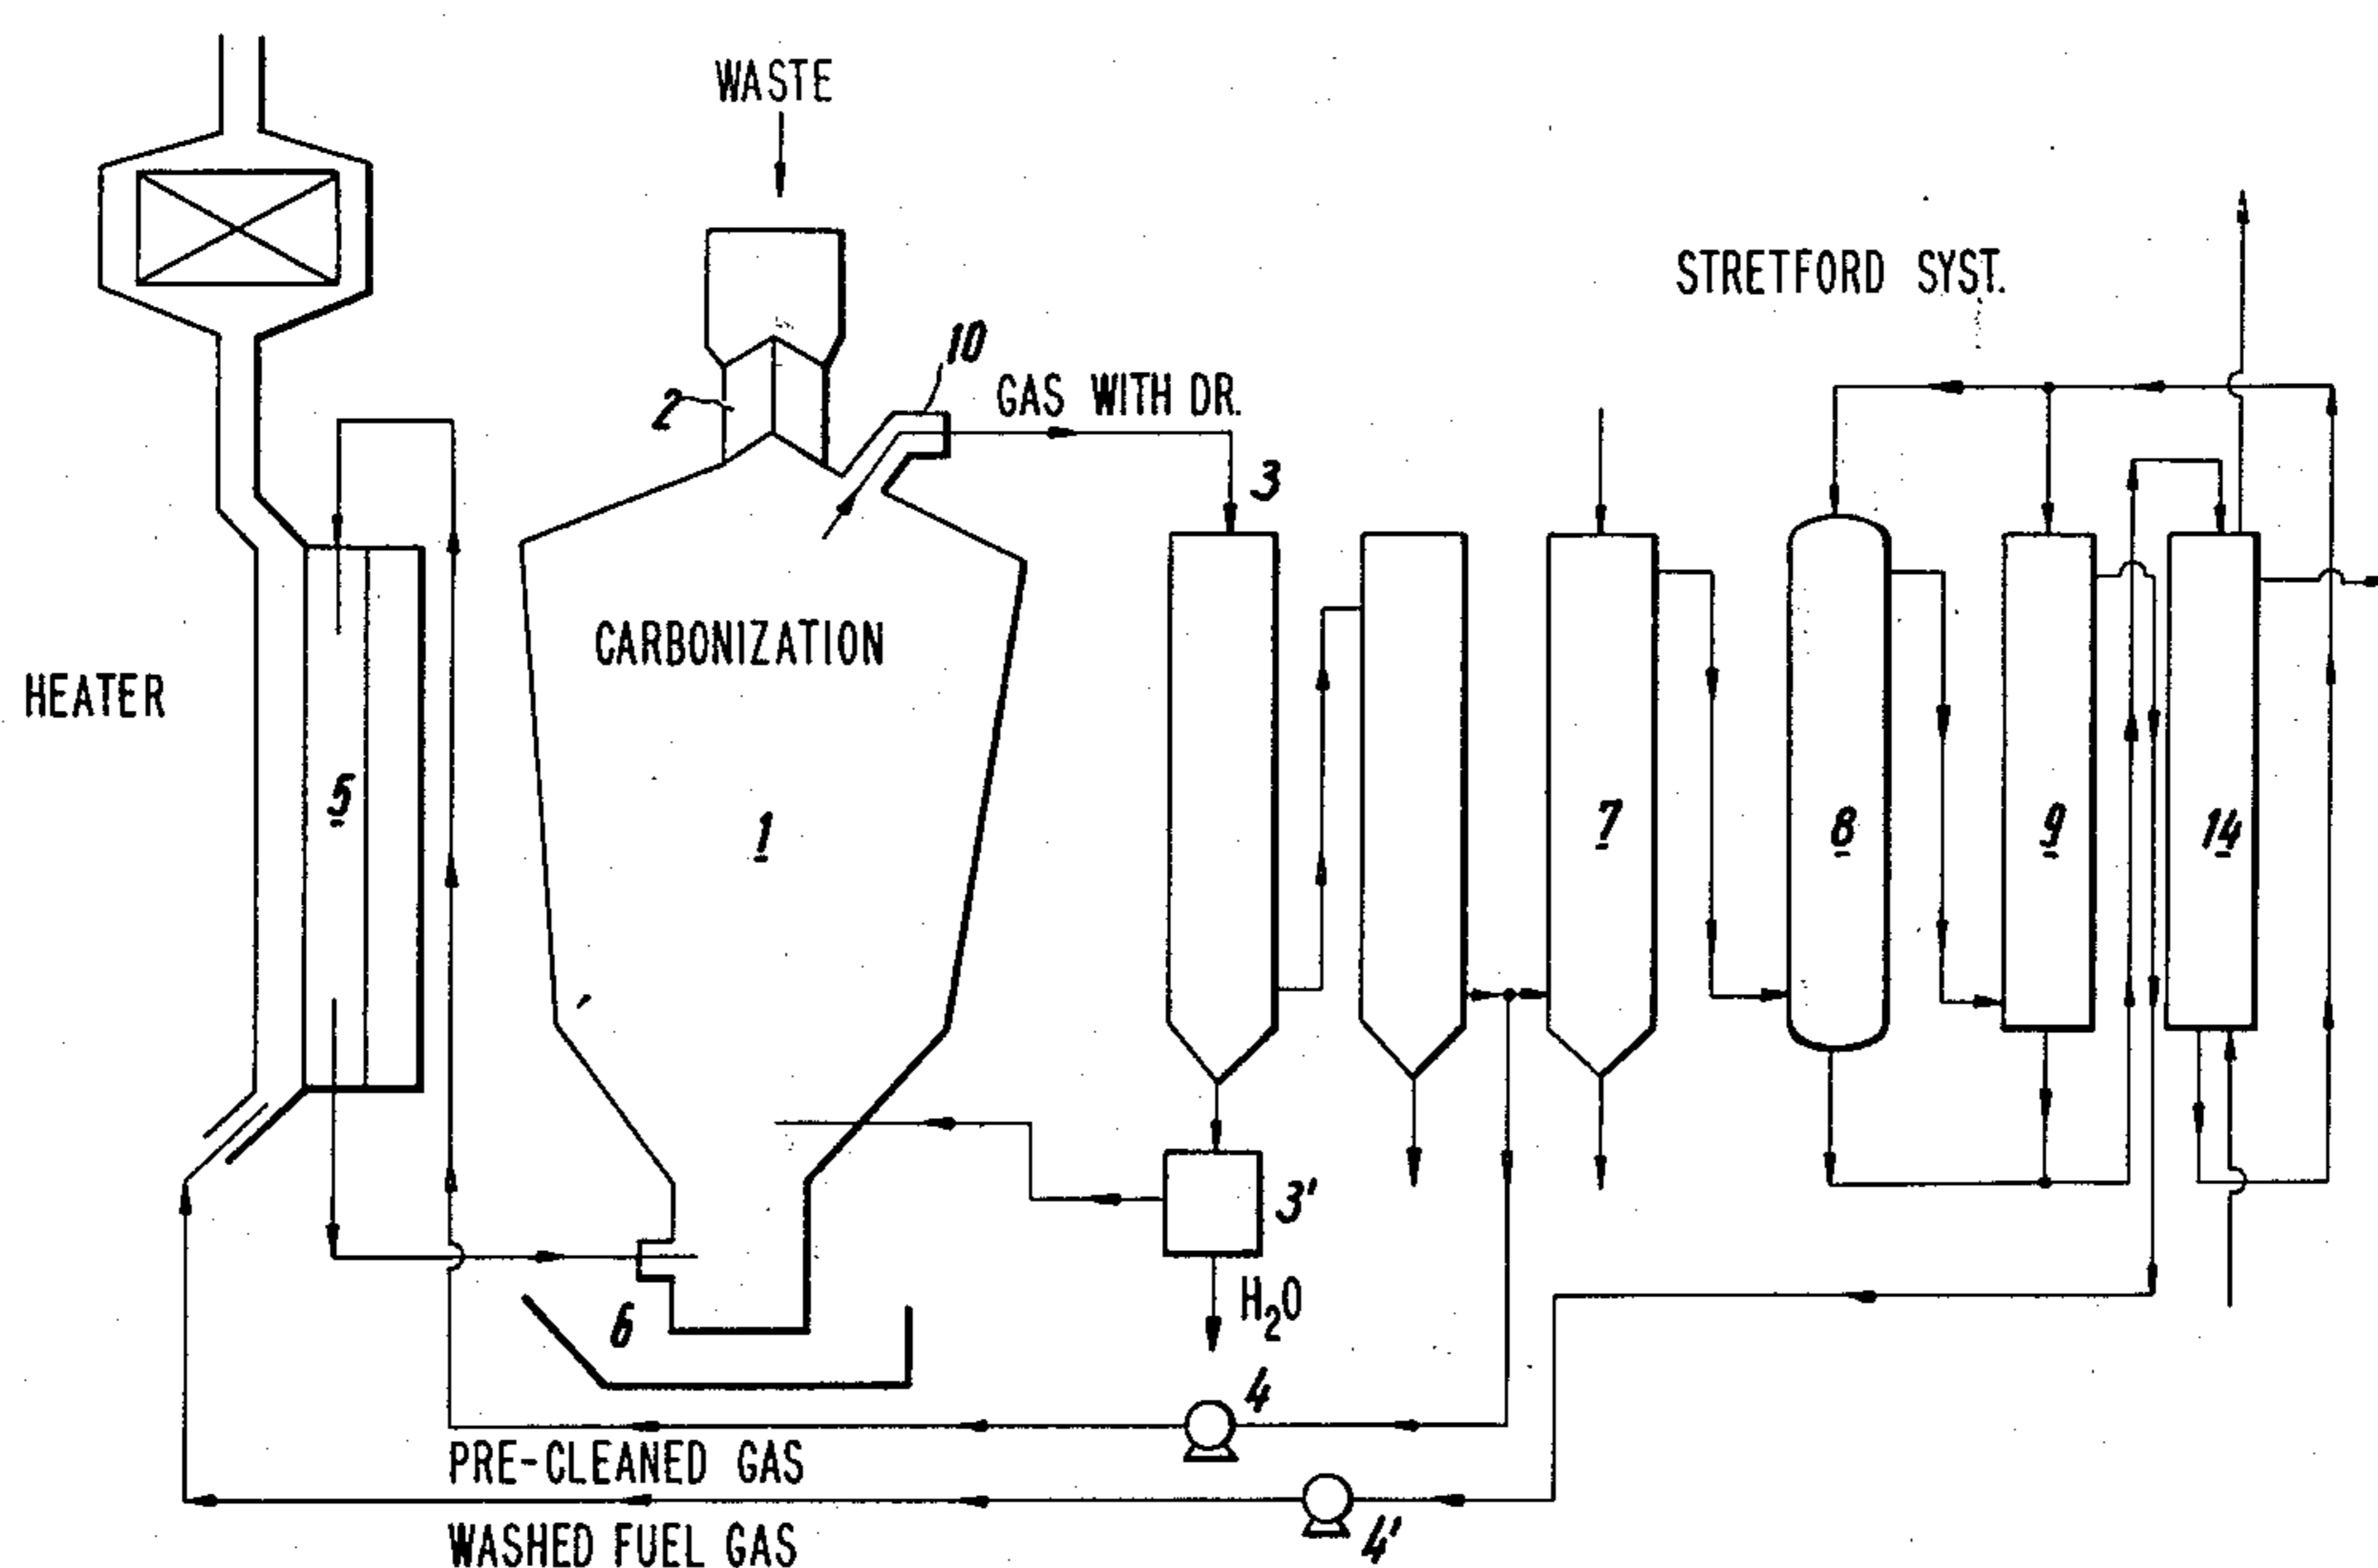 WASTE
STRETFORD SYST.
10
2
GAS WITH DR.
3
CARBONIZATION
HEATER
5
1
7
8
9
14
3'
H₂O
6
4
PRE-CLEANED GAS
4'
WASHED FUEL GAS